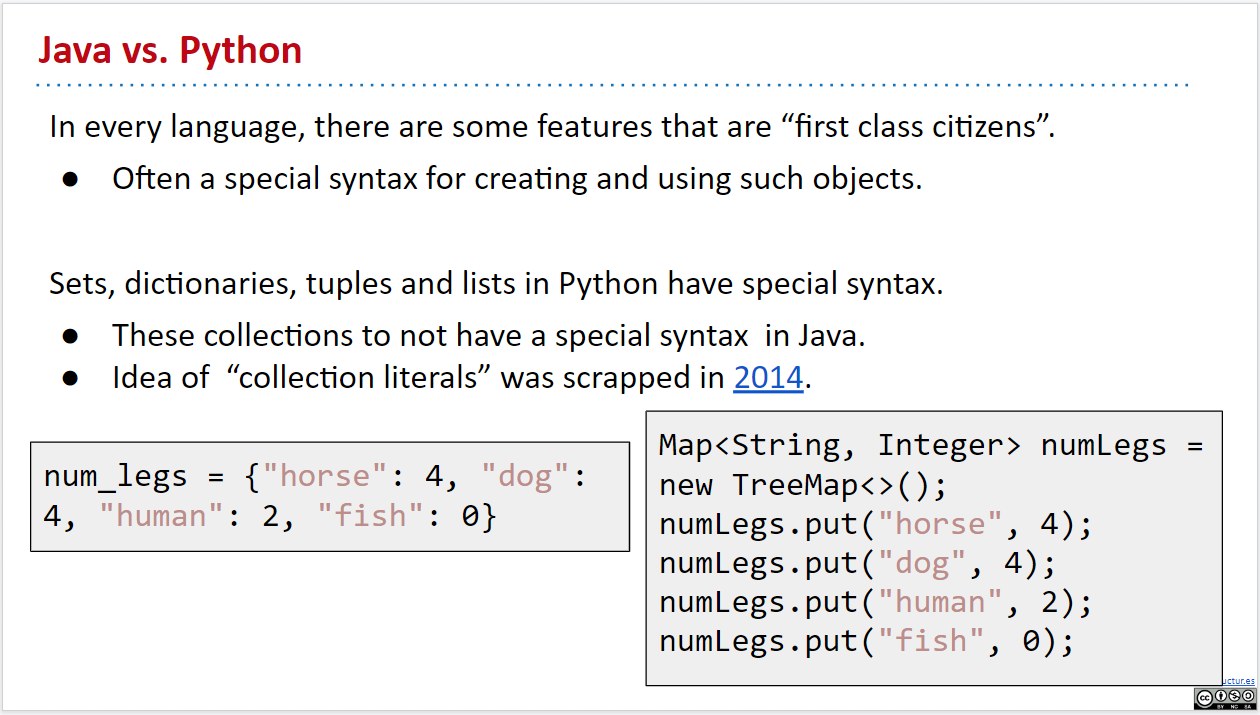 Java vs. Python
In every language, there are some features that are “first class citizens”.
● Often a special syntax for creating and using such objects.
Sets, dictionaries, tuples and lists in Python have special syntax.
● These collections to not have a special syntax in Java.
● Idea of “collection literals” was scrapped in 2014.
num_legs = {"horse": 4, "dog":
4, "human": 2, "fish": 0}
Map<String, Integer> numLegs =
new TreeMap<>();
numLegs.put("horse", 4);
numLegs.put("dog", 4);
numLegs.put("human", 2);
numLegs.put("fish", 0);
uctur.es
cc
BY NC SA